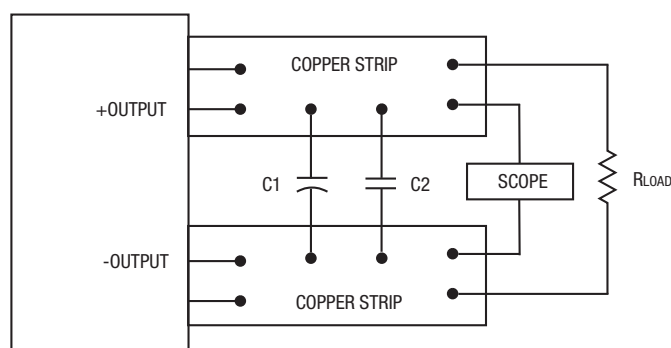 COPPER STRIP
+OUTPUT
C1
C2
SCOPE
RLOAD
-OUTPUT
COPPER STRIP